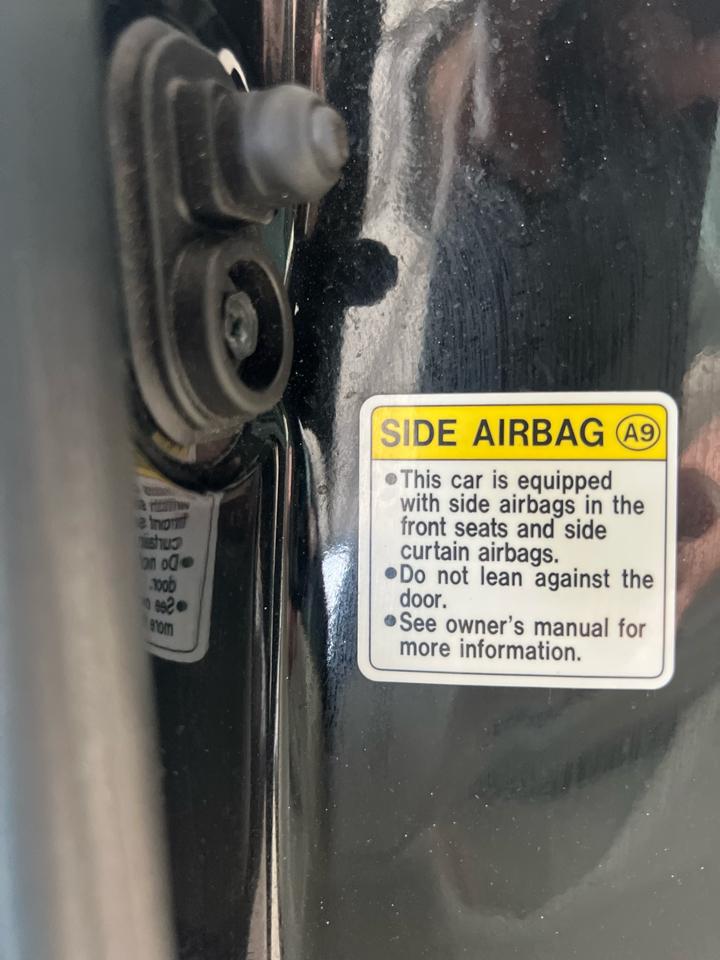 SIDE AIRBAG A9
●This car is equipped
with side airbags in the
front seats and side
curtain airbags.
●Do not lean against the
door.
●See owner's manual for
more information.